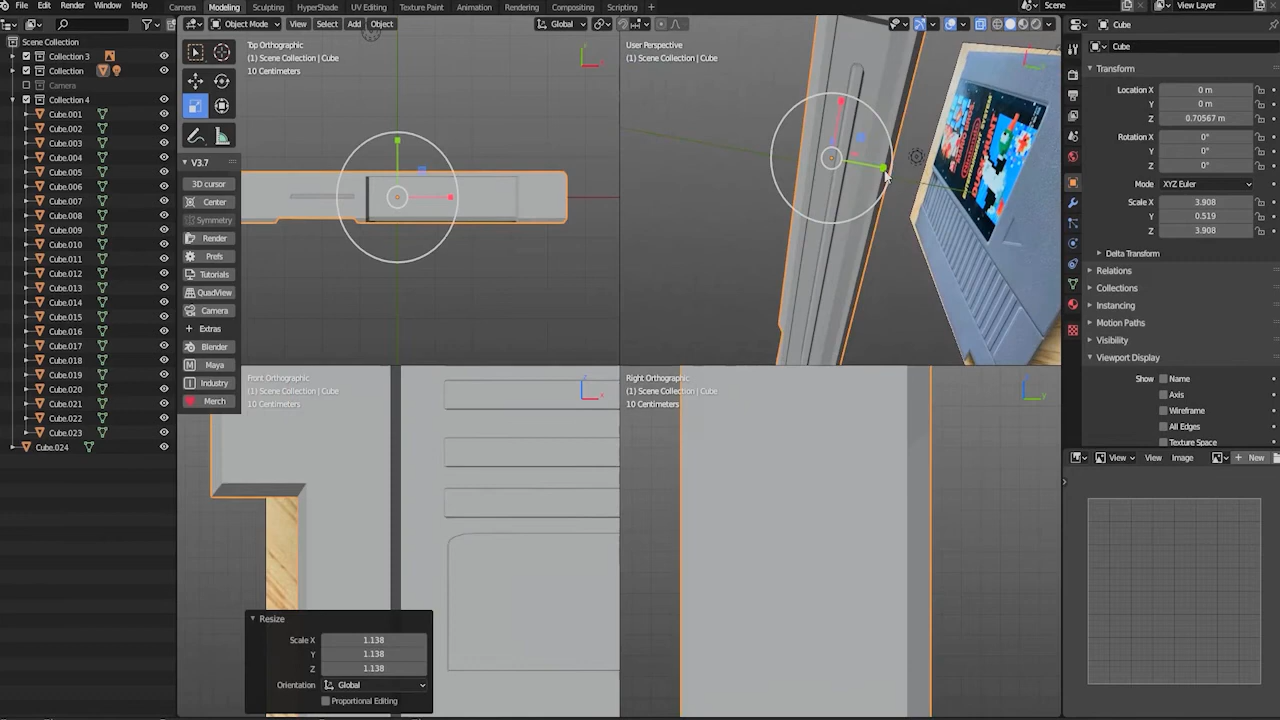 File Edit Render Window Help
Camera Modeling Sculpting HyperShade UV Editing Paint Texture Animation Rendering Compositing Scripting
Scene
View Layer
Object Mode View Select Add Object
Global
Cube
Scene Collection
Collection 3
Collection
Camera
Collection 4
Cube.001
Cube.002
Cube.003
Cube.004
Cube.005
Cube.006
Cube.007
Cube.008
Cube.009
Cube.010
Cube.011
Cube.012
Cube.013
Cube.014
Cube.015
Cube.016
Cube.017
Cube.018
Cube.019
Cube.020
Cube.021
Cube.022
Cube.023
Cube.024
V3.7
3D cursor
Center
Symmetry
Render
Prefs
Tutorials
QuadView
Camera
Extras
Blender
Maya
Industry
Merch
Top Orthographic
(1) Scene Collection | Cube
10 Centimeters
User Perspective
(1) Scene Collection | Cube
Front Orthographic
(1) Scene Collection | Cube
10 Centimeters
Right Orthographic
(1) Scene Collection | Cube
10 Centimeters
DUCK HUNT
Resize
Scale X 1.138
Y 1.138
Z 1.138
Orientation Global
Proportional Editing
Cube
Transform
Location X 0 m
Y 0 m
Z 0.70567 m
Rotation X 0°
Y 0°
Z 0°
Mode XYZ Euler
Scale X 3.908
Y 0.519
Z 3.908
Delta Transform
Relations
Collections
Instancing
Motion Paths
Visibility
Viewport Display
Show Name
Axis
Wireframe
All Edges
Texture Space
View View Image New